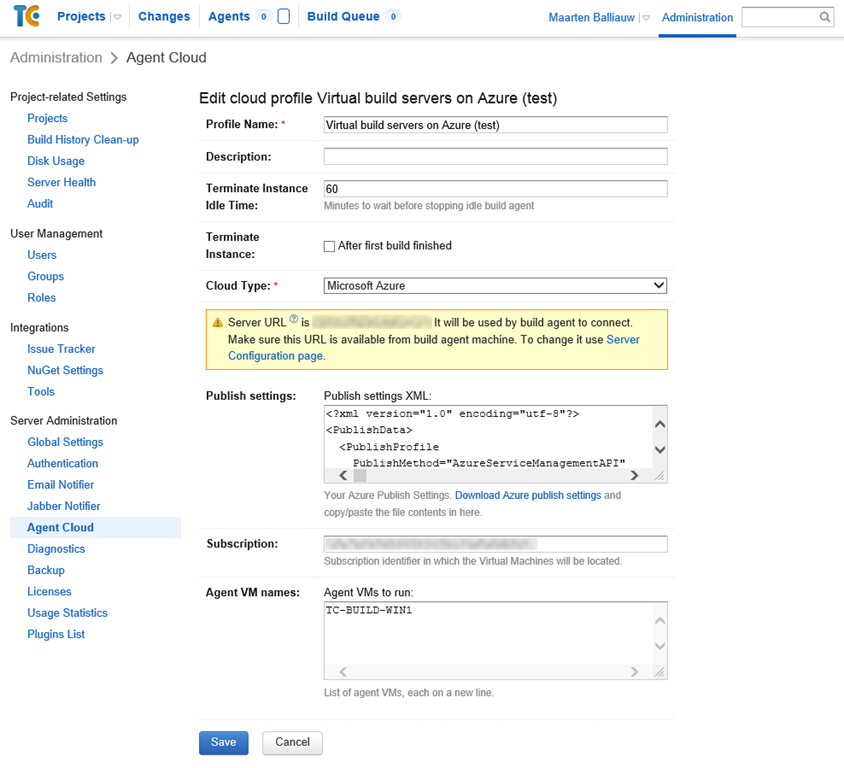 TC Projects Changes Agents 0 Build Queue 0 Maarten Balliauw Administration
Administration > Agent Cloud
Project-related Settings
Projects
Build History Clean-up
Disk Usage
Server Health
Audit
User Management
Users
Groups
Roles
Integrations
Issue Tracker
NuGet Settings
Tools
Server Administration
Global Settings
Authentication
Email Notifier
Jabber Notifier
Agent Cloud
Diagnostics
Backup
Licenses
Usage Statistics
Plugins List
Edit cloud profile Virtual build servers on Azure (test)
Profile Name: * Virtual build servers on Azure (test)
Description:
Terminate Instance
Idle Time:
60
Minutes to wait before stopping idle build agent
Terminate
Instance:
After first build finished
Cloud Type: * Microsoft Azure
Server URL ? is It will be used by build agent to connect.
Make sure this URL is available from build agent machine. To change it use Server
Configuration page.
Publish settings: Publish settings XML:
<?xml version="1.0" encoding="utf-8"?>
<PublishData>
<PublishProfile
PublishMethod="AzureServiceManagementAPI"
Your Azure Publish Settings. Download Azure publish settings and
copy/paste the file contents in here.
Subscription:
Subscription identifier in which the Virtual Machines will be located.
Agent VM names: Agent VMs to run:
TC-BUILD-WIN1
List of agent VMs, each on a new line.
Save Cancel